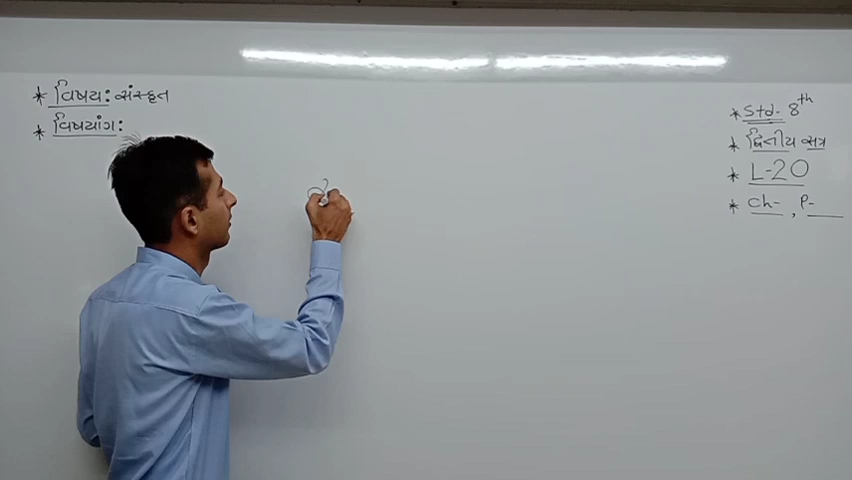 * વિષય: સંસ્કૃત
* વિષયાંગ:
* Std- 8th
* દ્વિતીય સત્ર
* L-20
* Ch- , P-